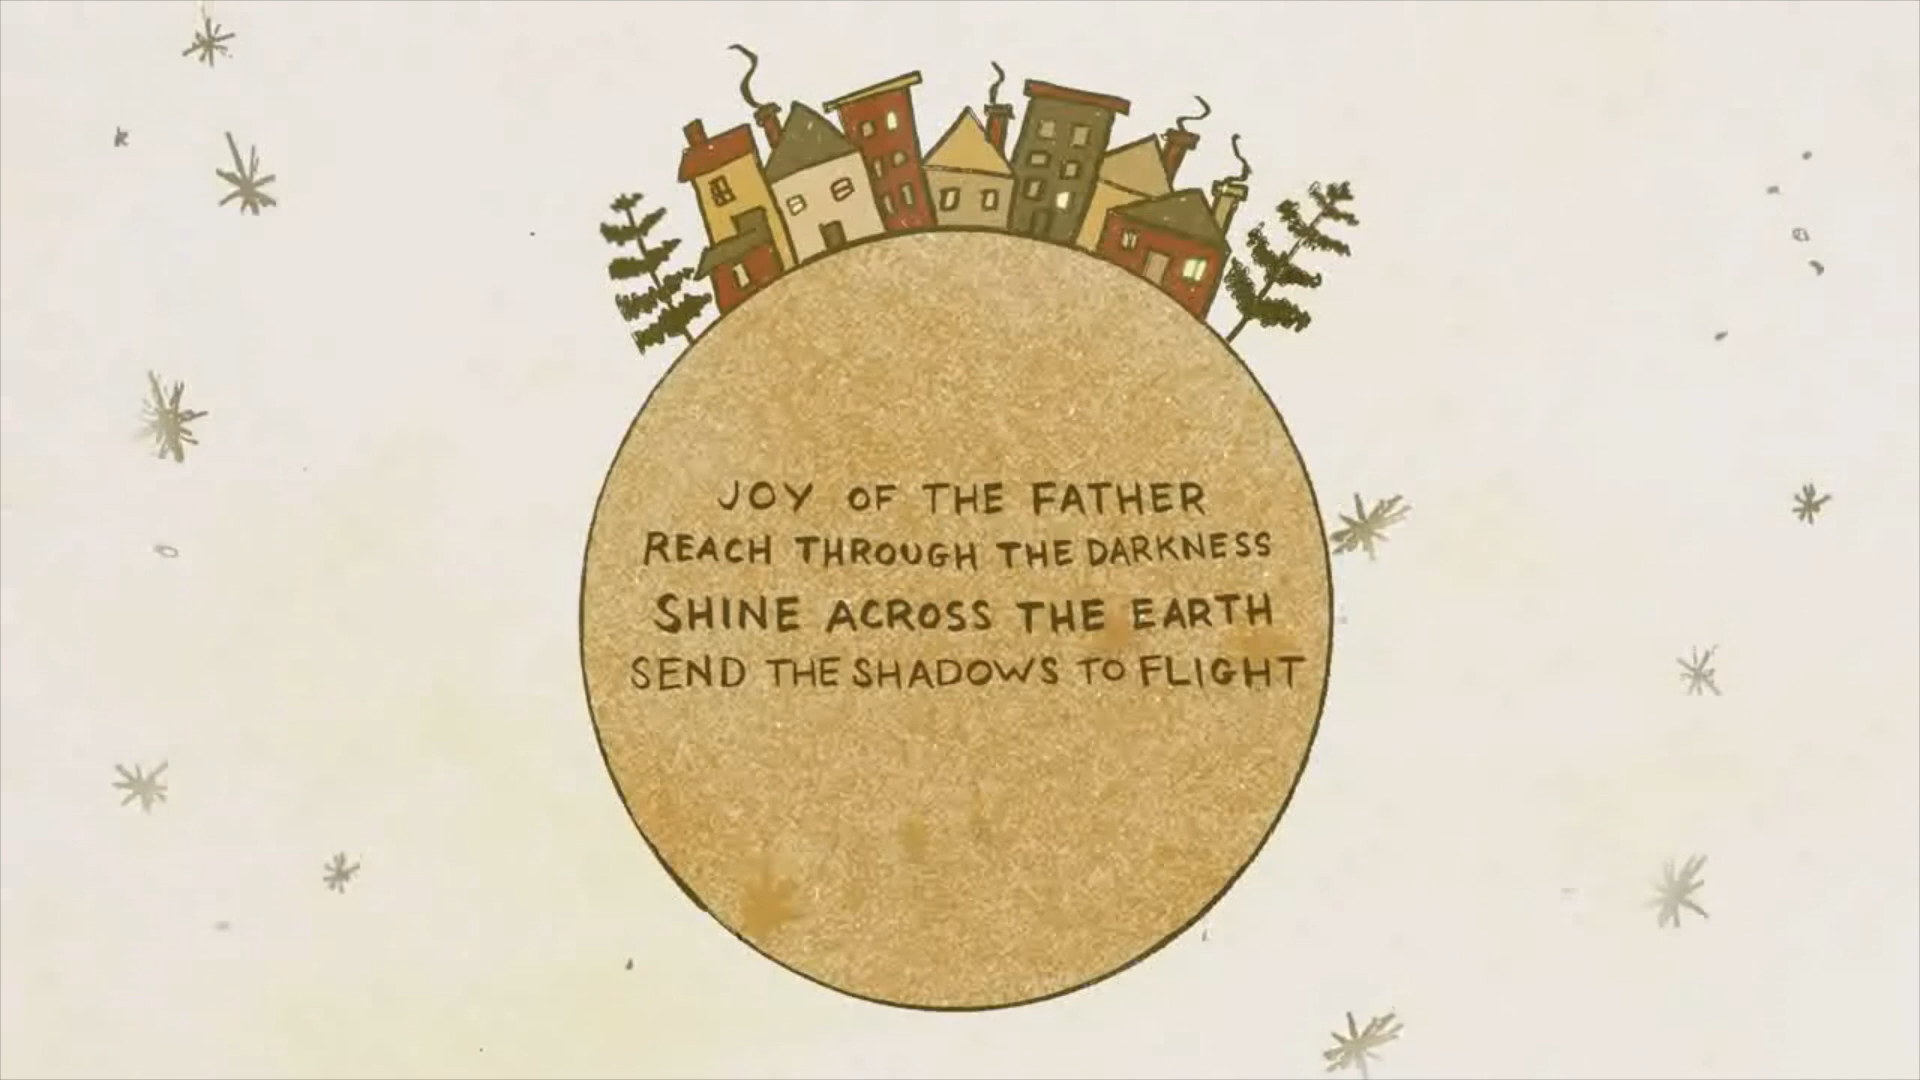 JOY OF THE FATHER
REACH THROUGH THE DARKNESS
SHINE ACROSS THE EARTH
SEND THE SHADOWS TO FLIGHT